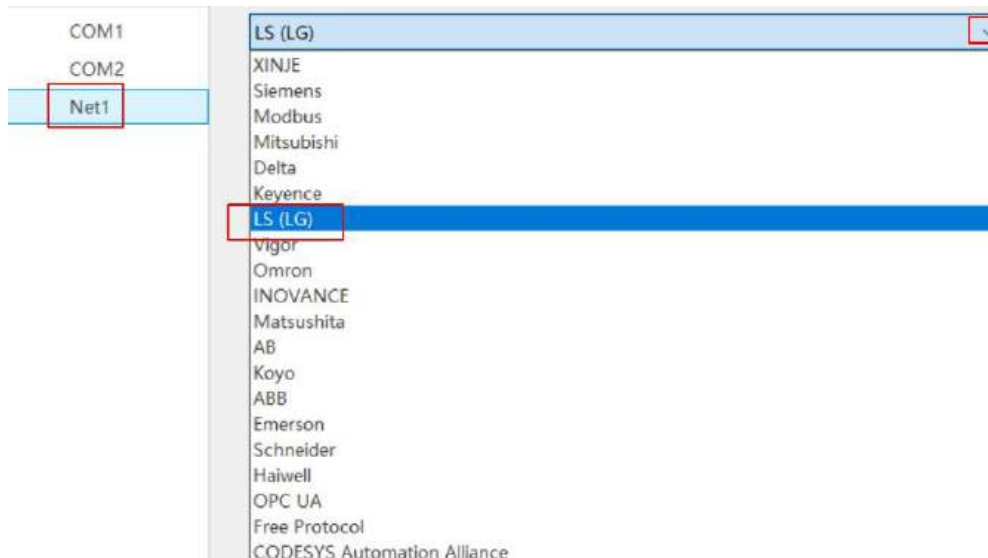 COM1
COM2
Net1
LS (LG)
XINJE
Siemens
Modbus
Mitsubishi
Delta
Keyence
LS (LG)
Vigor
Omron
INOVANCE
Matsushita
AB
Koyo
ABB
Emerson
Schneider
Haiwell
OPC UA
Free Protocol
CODESYS Automation Alliance